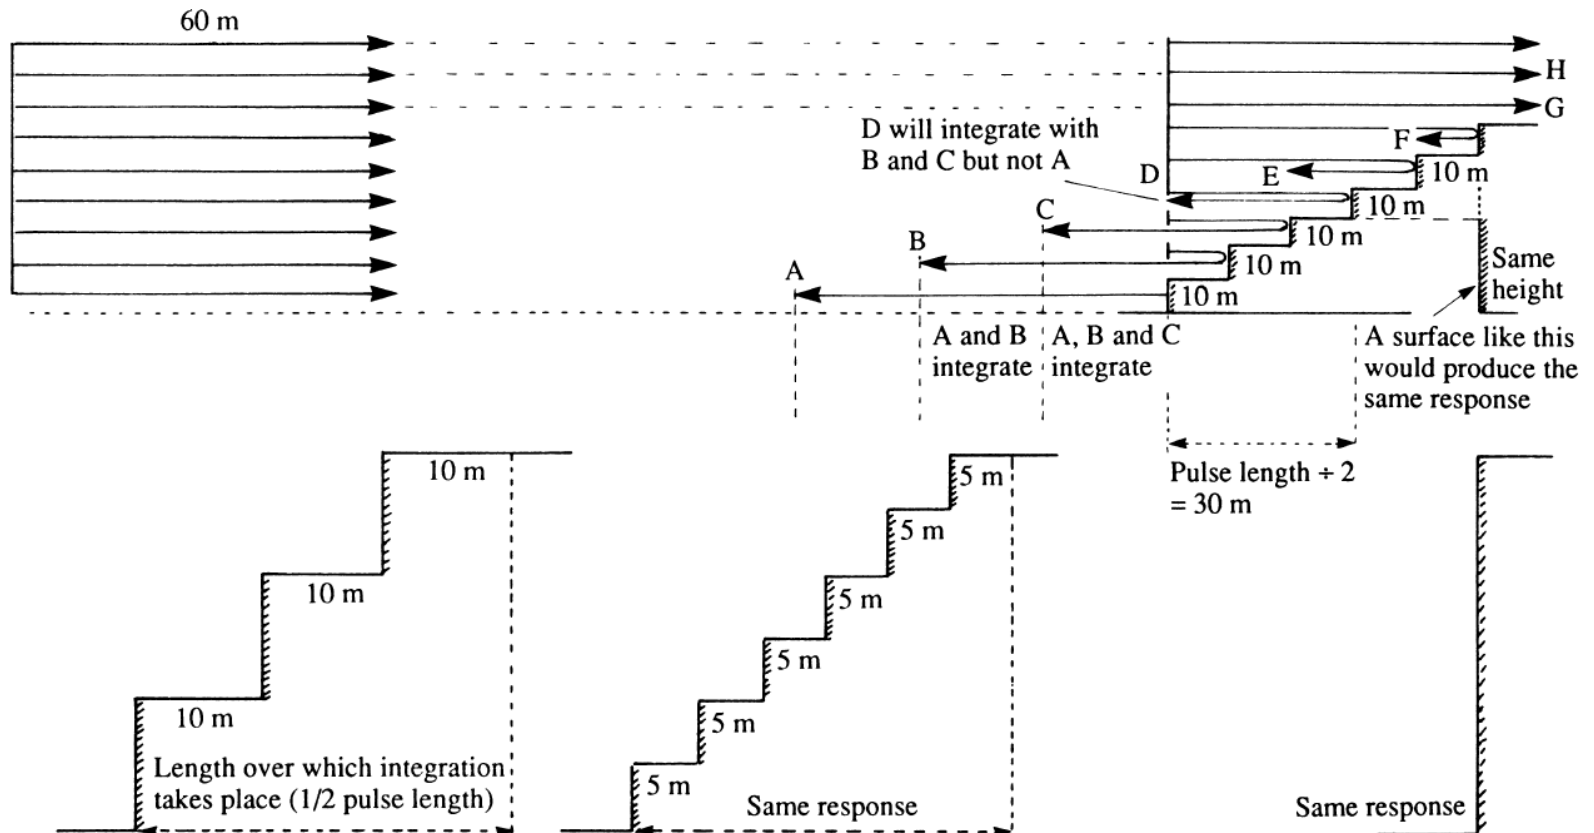 60 m
H
G
D will integrate with
B and C but not A
F
D
E
10 m
C
10 m
B
10 m
A
10 m
10 m
Same
height
A and B
integrate
A, B and C
integrate
A surface like this
would produce the
same response
Pulse length ÷ 2
= 30 m
10 m
10 m
10 m
Length over which integration
takes place (1/2 pulse length)
5 m
5 m
5 m
5 m
5 m
5 m
Same response
Same response